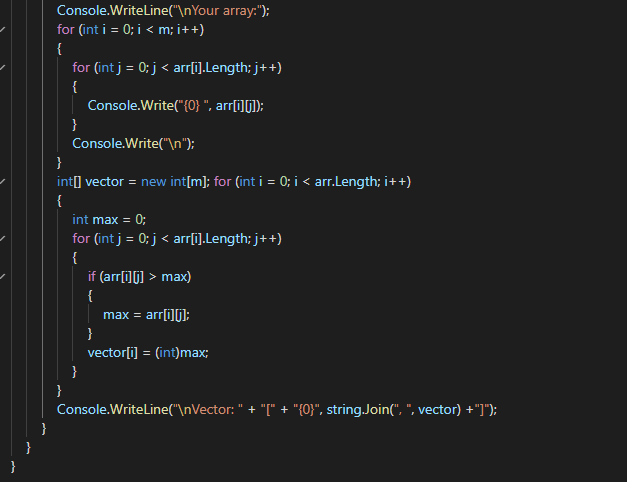 Console.WriteLine("\nYour array:");
for (int i = 0; i < m; i++)
{
for (int j = 0; j < arr[i].Length; j++)
{
Console.Write("{0} ", arr[i][j]);
}
Console.Write("\n");
}
int[] vector = new int[m]; for (int i = 0; i < arr.Length; i++)
{
int max = 0;
for (int j = 0; j < arr[i].Length; j++)
{
if (arr[i][j] > max)
{
max = arr[i][j];
}
vector[i] = (int)max;
}
}
Console.WriteLine("\nVector: " + "[" + "{0}", string.Join(", ", vector) +"]");
}
}
}